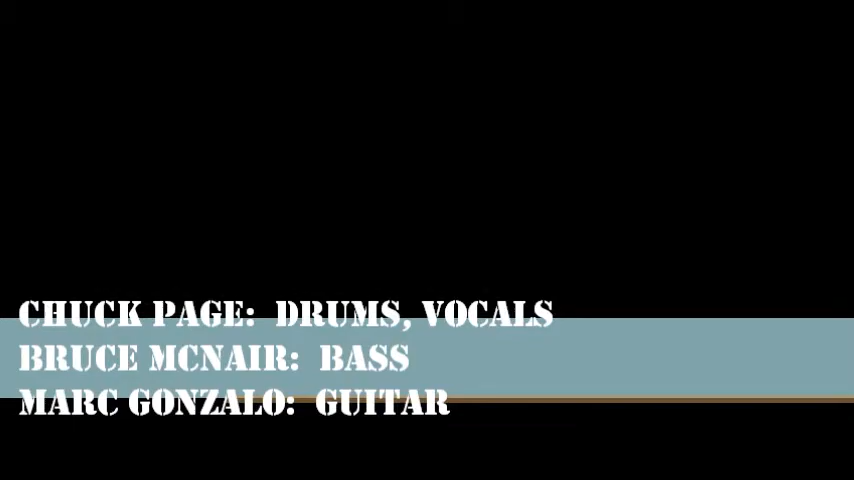 CHUCK PAGE:  DRUMS, VOCALS
BRUCE MCNAIR:  BASS
MARC GONZALO:  GUITAR